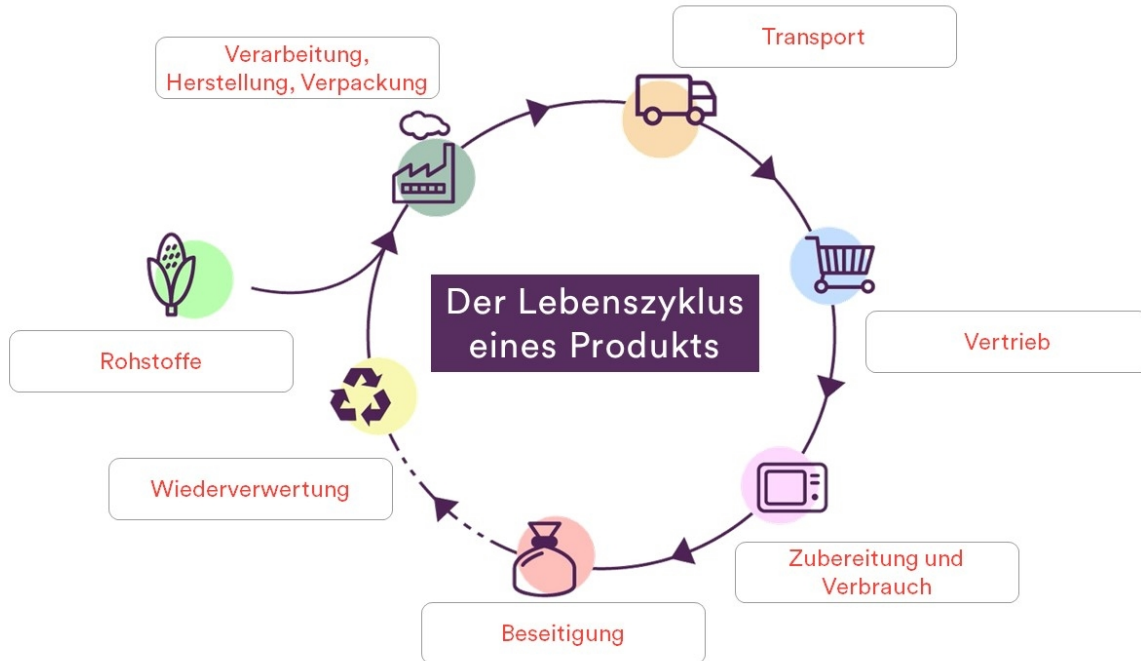 Transport
Verarbeitung,
Herstellung, Verpackung
Der Lebenszyklus
eines Produkts
Vertrieb
Rohstoffe
Wiederverwertung
Zubereitung und
Verbrauch
Beseitigung